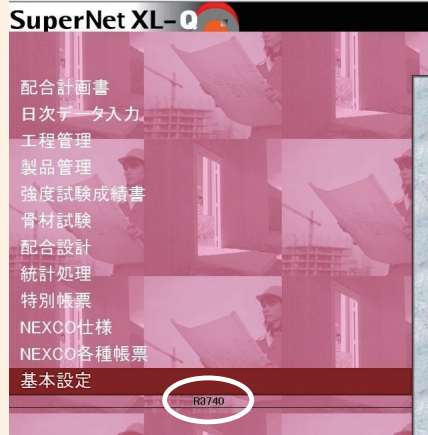 SuperNet XL-Q
配合計画書
日次データ入力
工程管理
製品管理
強度試験成績書
骨材試験
配合設計
統計処理
特別帳票
NEXCO仕様
NEXCO各種帳票
基本設定
R3740